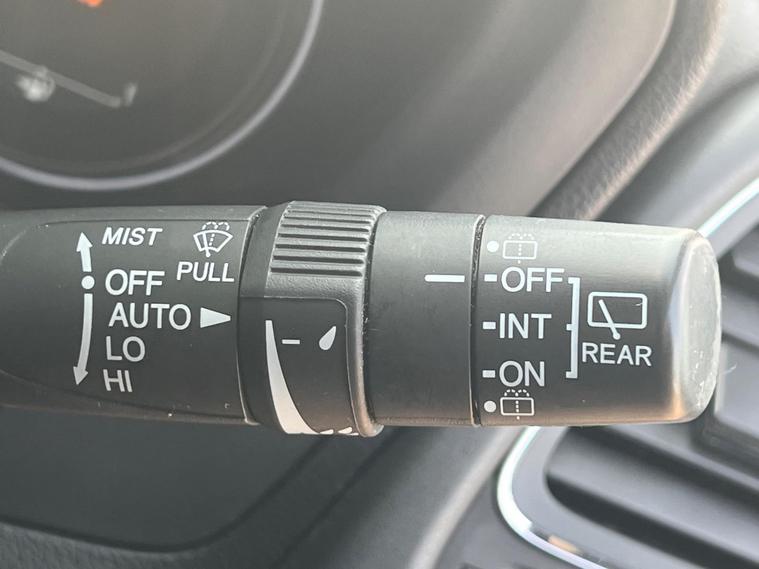 MIST
PULL
OFF
AUTO
LO
HI
OFF
INT
ON
REAR